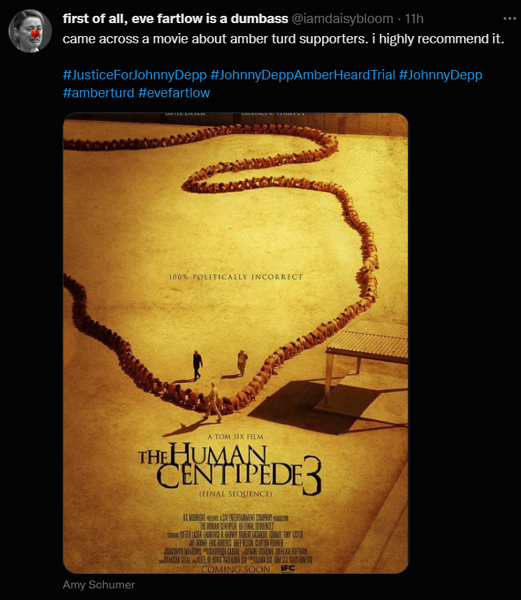 first of all, eve fartlow is a dumbass @iamdaisybloom · 11h
came across a movie about amber turd supporters. i highly recommend it.
#JusticeForJohnnyDepp #JohnnyDeppAmberHeardTrial #JohnnyDepp
#amberturd #evefartlow
100% POLITICALLY INCORRECT
A TOM SIX FILM
THE HUMAN
CENTIPEDE 3
(FINAL SEQUENCE)
COMING SOON IFC
Amy Schumer